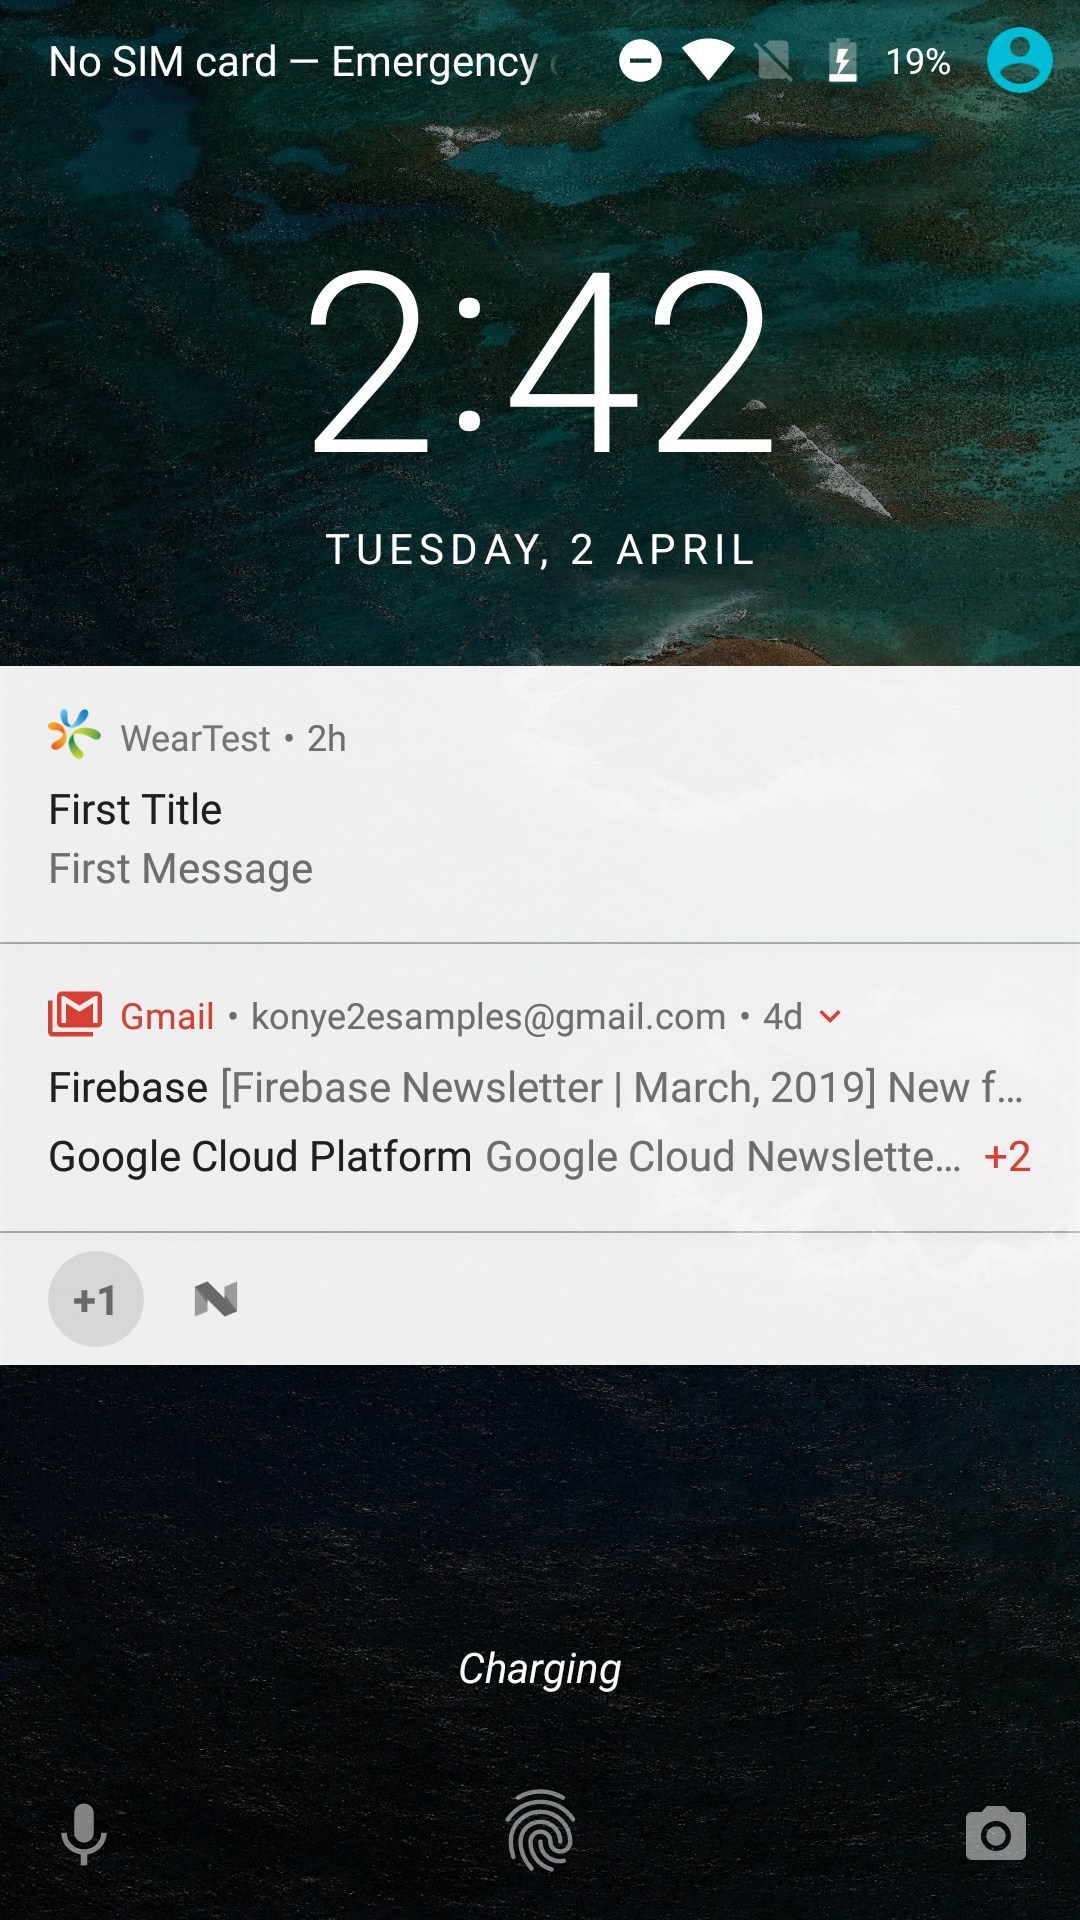 No SIM card — Emergency
19%
2:42
TUESDAY, 2 APRIL
WearTest • 2h
First Title
First Message
Gmail • konye2esamples@gmail.com • 4d
Firebase [Firebase Newsletter | March, 2019] New f...
Google Cloud Platform Google Cloud Newslette... +2
+1
Charging